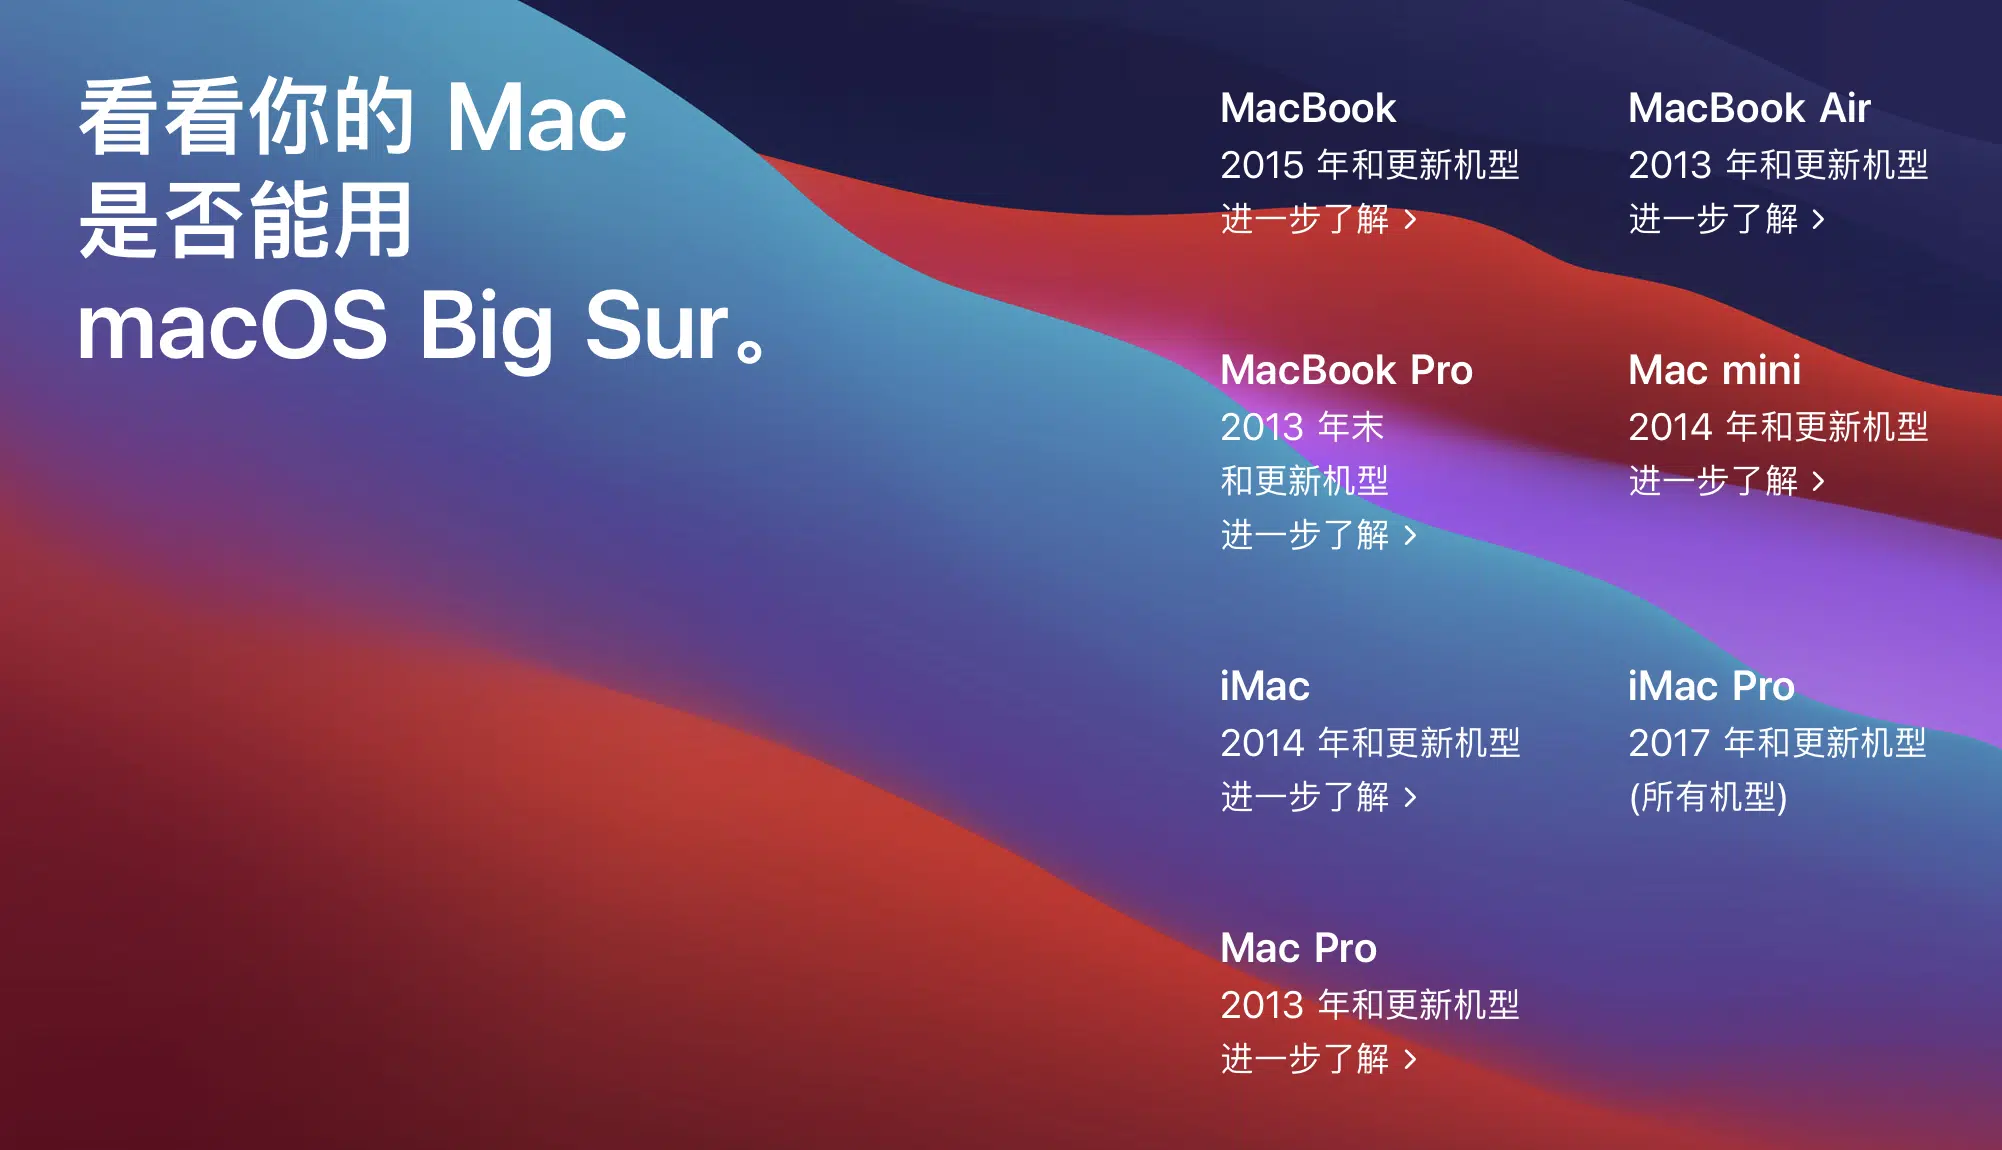 看看你的 Mac
是否能用
macOS Big Sur。
MacBook
2015 年和更新机型
进一步了解 >
MacBook Air
2013 年和更新机型
进一步了解 >
MacBook Pro
2013 年末
和更新机型
进一步了解 >
Mac mini
2014 年和更新机型
进一步了解 >
iMac
2014 年和更新机型
进一步了解 >
iMac Pro
2017 年和更新机型
(所有机型)
Mac Pro
2013 年和更新机型
进一步了解 >